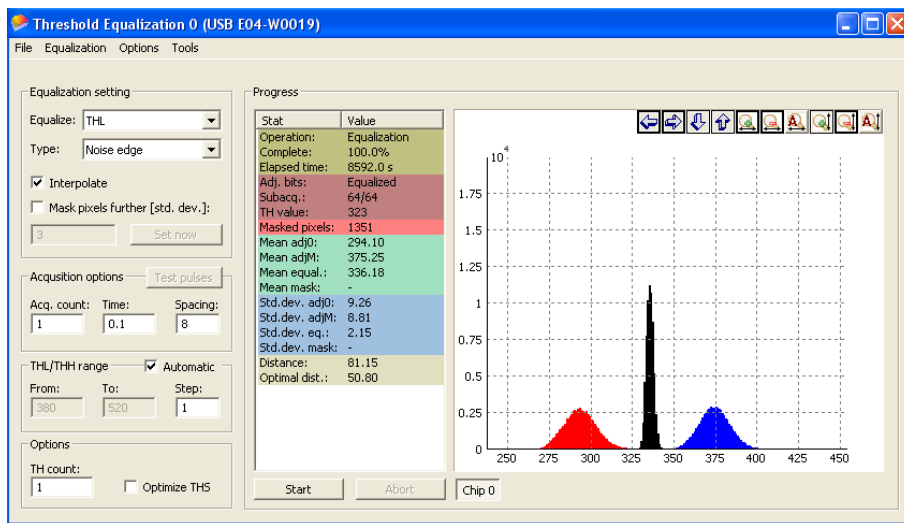 Threshold Equalization 0 (USB E04-W0019)
File Equalization Options Tools
Equalization setting
Equalize: THL
Type: Noise edge
Interpolate
Mask pixels further [std. dev.]:
3 Set now
Acqusition options Test pulses
Acq. count: Time: Spacing:
1 0.1 8
THL/THH range Automatic
From: To: Step:
380 520 1
Options
TH count:
1 Optimize THS
Progress
Stat Value
Operation: Equalization
Complete: 100.0%
Elapsed time: 8592.0 s
Adj. bits: Equalized
Subacq.: 64/64
TH value: 323
Masked pixels: 1351
Mean adj0: 294.10
Mean adjM: 375.25
Mean equal.: 336.18
Mean mask: -
Std.dev. adj0: 9.26
Std.dev. adjM: 8.81
Std.dev. eq.: 2.15
Std.dev. mask: -
Distance: 81.15
Optimal dist.: 50.80
Start Abort Chip 0
A A
10^4
1.75
1.5
1.25
1
0.75
0.5
0.25
0
250 275 300 325 350 375 400 425 450